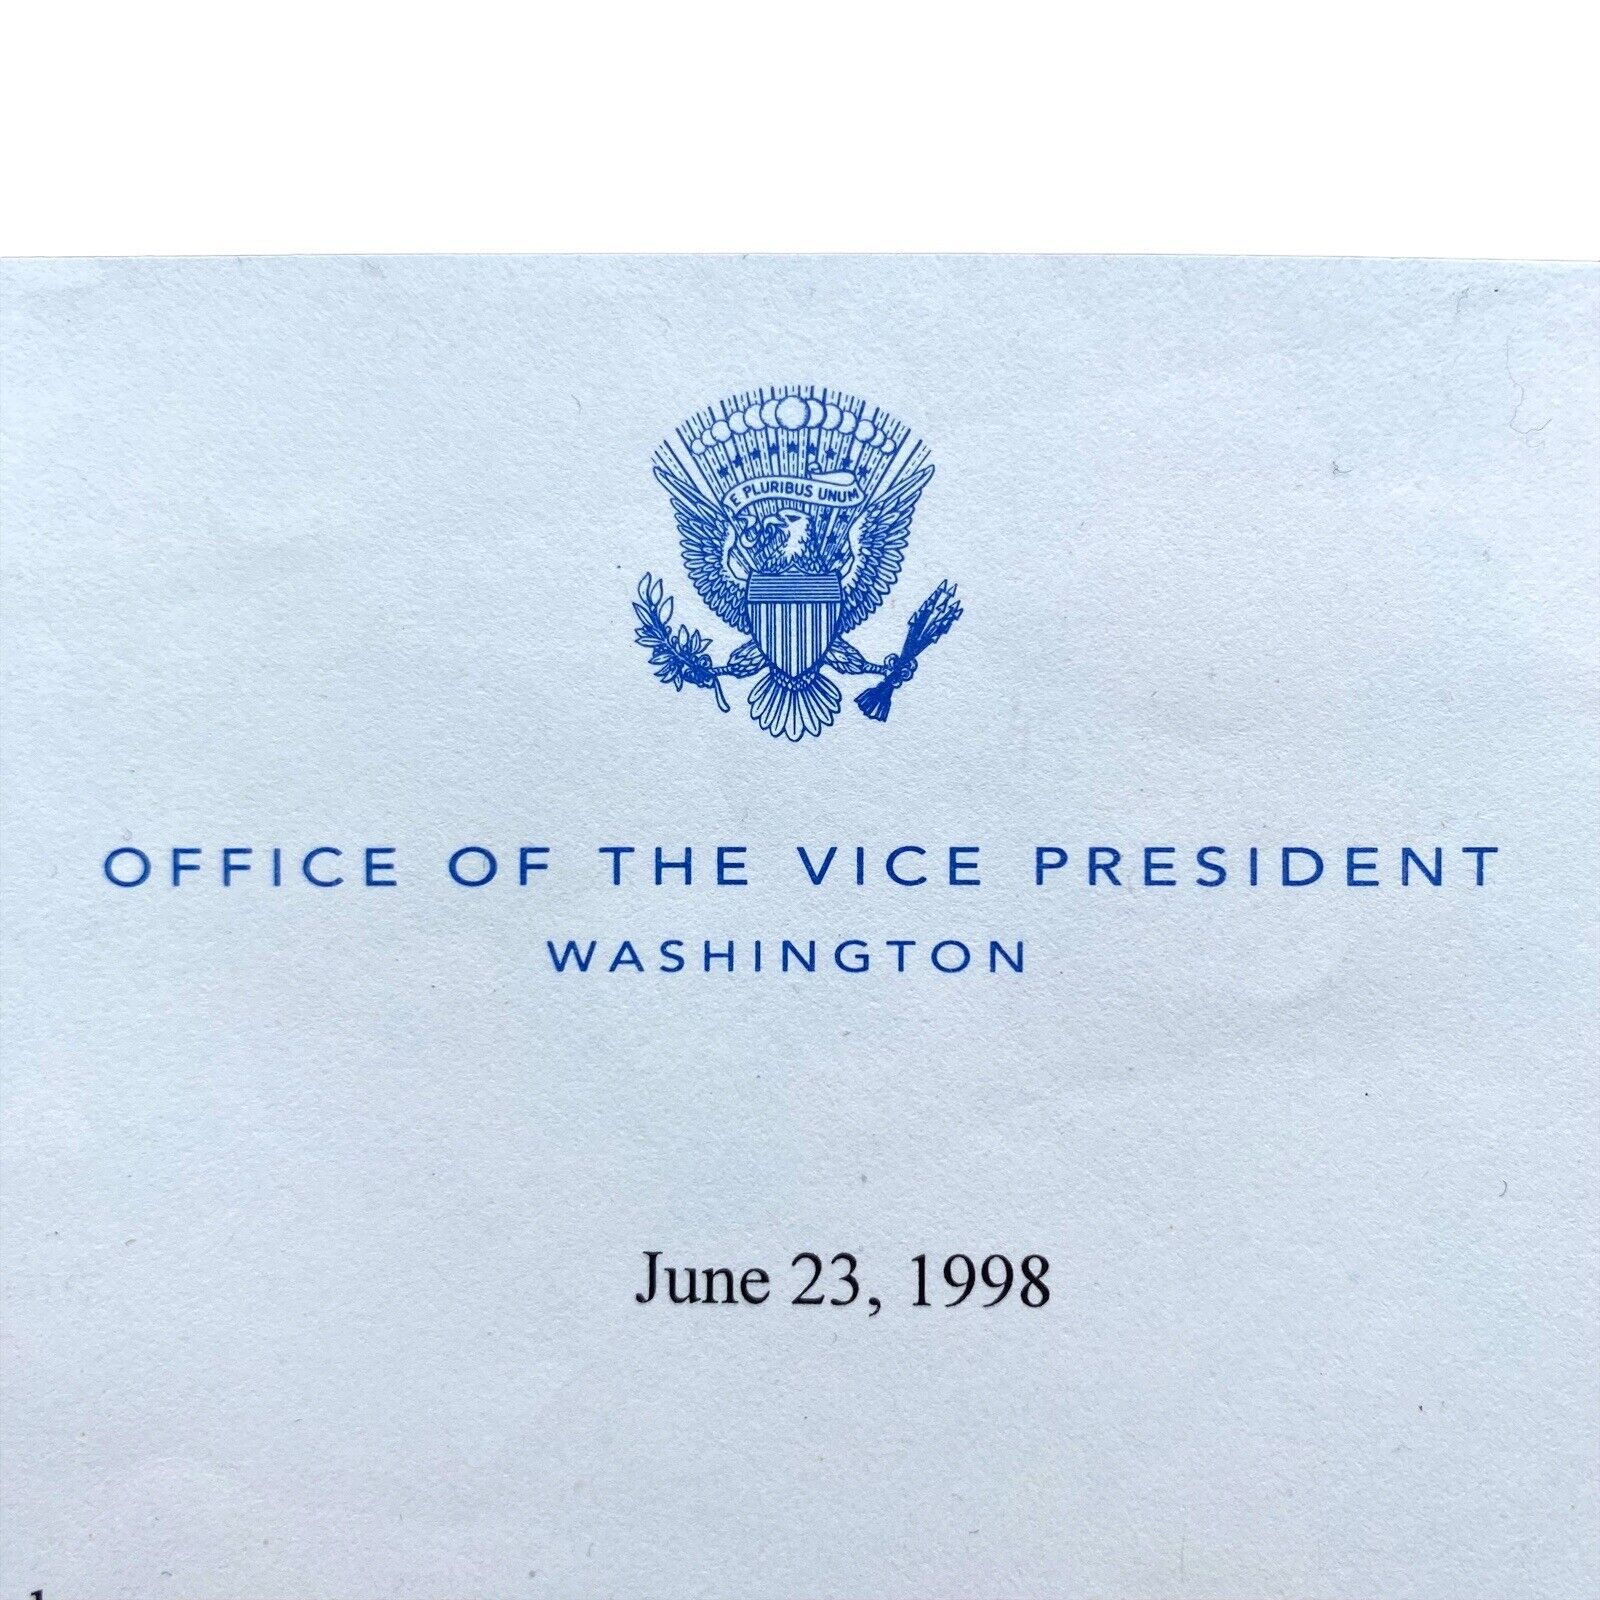 E PLURIBUS UNUM
OFFICE OF THE VICE PRESIDENT
WASHINGTON
June 23, 1998